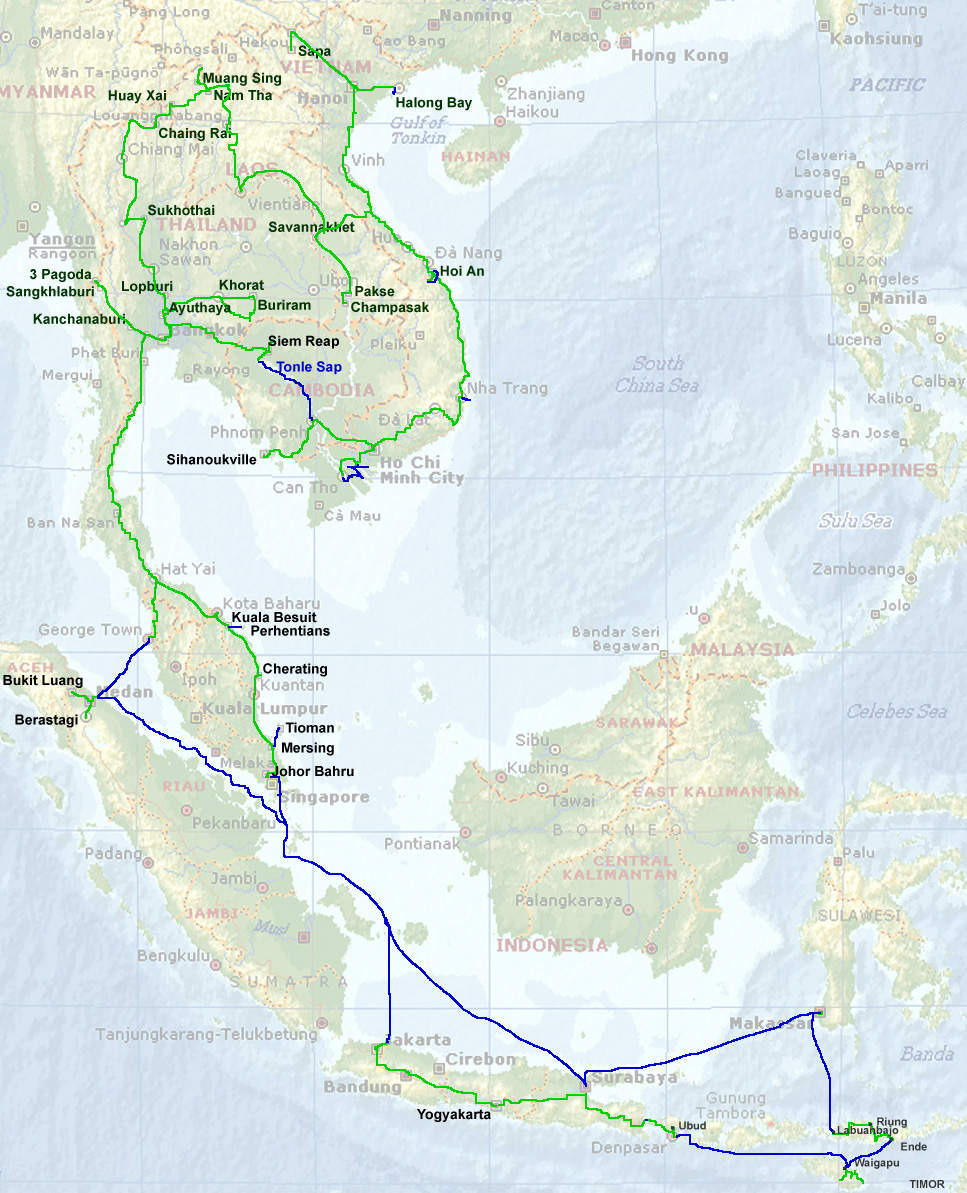 Pang Long
Nanning
Canton
T'ai-tung
Mandalay
Hekou
Cao Bang
Macao
Kaohsiung
Phôngsali
Sapa
Hong Kong
Wān Ta-pŭgno
VIETNAM
Muang Sing
PACIFIC
MYANMAR
Huay Xai
Nam Tha
Hanoi
Zhanjiang
Halong Bay
Haikou
Louangphabang
Gulf of
Tonkin
Chaing Rai
Chiang Mai
HAINAN
Claveria
Aparri
Laoag
LAOS
Vinh
Bangued
Vientian
Sukhothai
Bontoc
THAILAND
Savannakhet
Baguio
Yangon
Rangoon
Nakhon
Sawan
Hue
Đà Nang
LUZON
3 Pagoda
Hoi An
Angeles
Sangkhlaburi
Lopburi
Khorat
Ubo
Pakse
Manila
Kanchanaburi
Ayuthaya
Buriram
Champasak
Bangkok
Siem Reap
Pleiku
Lucena
Phet Buri
Tonle Sap
South
China Sea
Mergui
Rayong
CAMBODIA
Nha Trang
Calbay
Kalibo
Đà Lat
Phnom Penh
San Jose
Sihanoukville
Ho Chi
Minh City
PHILIPPINES
Can Tho
Cà Mau
Ban Na San
Sulu Sea
Hat Yai
Zamboanga
Kota Baharu
Jolo
Kuala Besuit
Perhentians
.u
George Town
Bandar Seri
Begawan
MALAYSIA
ACEH
Cherating
Bukit Luang
Medan
Ipoh
Kuantan
Kuala Lumpur
Berastagi
Celebes Sea
Tioman
SARAWAK
Mersing
Sibu
Melaka
Johor Bahru
Kuching
RIAU
Singapore
Tawai
EAST KALIMANTAN
Pekanbaru
BORNEO
Pontianak
Samarinda
Padang
CENTRAL
KALIMANTAN
Palu
Jambi
Palangkaraya
JAMBI
SULAWESI
Musi
INDONESIA
Bengkulu
SUMATRA
Tanjungkarang-Telukbetung
Makassar
Jakarta
Banda
Cirebon
Bandung
Surabaya
Yogyakarta
Gunung
Tambora
Ubud
Riung
Labuanbajo
Denpasar
Ende
Waigapu
TIMOR